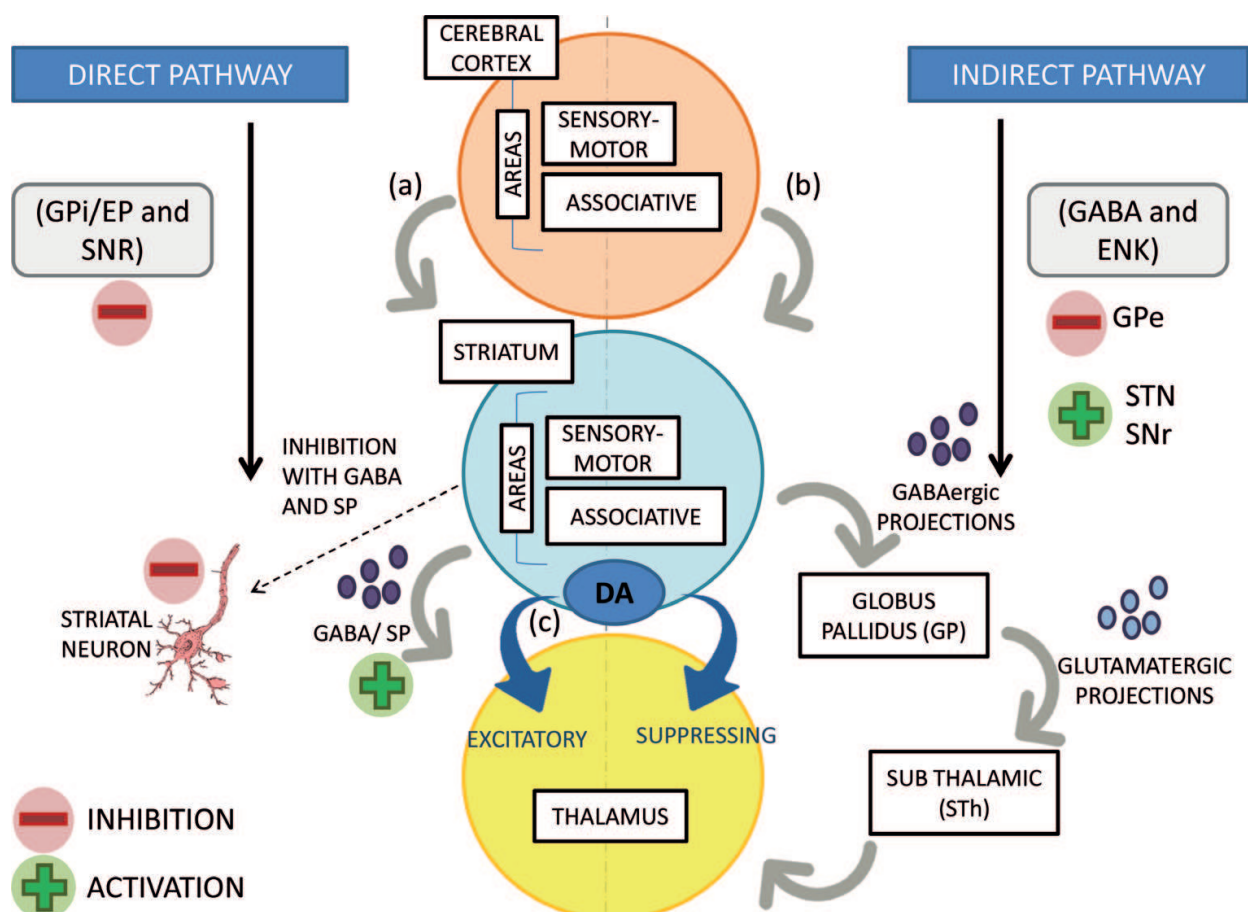 DIRECT PATHWAY
(GPi/EP and
SNR)
INHIBITION
WITH GABA
AND SP
STRIATAL
NEURON
GABA/ SP
INHIBITION
ACTIVATION
CEREBRAL
CORTEX
(a)
(b)
AREAS
SENSORY-
MOTOR
ASSOCIATIVE
STRIATUM
AREAS
SENSORY-
MOTOR
ASSOCIATIVE
DA
(c)
EXCITATORY
SUPPRESSING
THALAMUS
INDIRECT PATHWAY
(GABA and
ENK)
GPe
STN
SNr
GABAergic
PROJECTIONS
GLOBUS
PALLIDUS (GP)
GLUTAMATERGIC
PROJECTIONS
SUB THALAMIC
(STh)